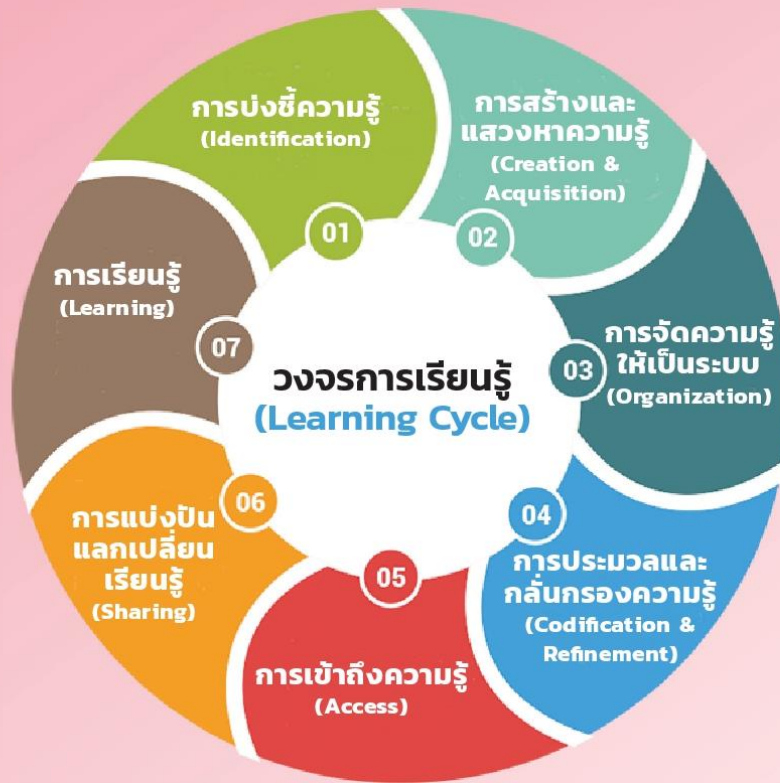 การบ่งชี้ความรู้
(Identification)
01
การสร้างและ
แสวงหาความรู้
(Creation &
Acquisition)
02
การจัดความรู้
ให้เป็นระบบ
(Organization)
03
การประมวลและ
กลั่นกรองความรู้
(Codification &
Refinement)
04
การเข้าถึงความรู้
(Access)
05
การแบ่งปัน
แลกเปลี่ยน
เรียนรู้
(Sharing)
06
การเรียนรู้
(Learning)
07
วงจรการเรียนรู้
(Learning Cycle)